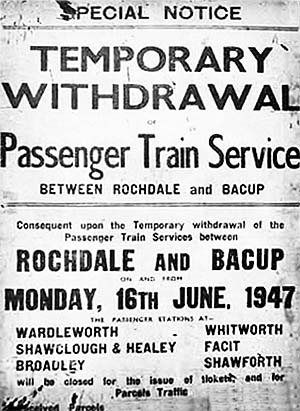 SPECIAL NOTICE
TEMPORARY
WITHDRAWAL
OF
Passenger Train Service
BETWEEN ROCHDALE and BACUP
Consequent upon the Temporary withdrawal of the
Passenger Train Services between
ROCHDALE AND BACUP
ON AND FROM
MONDAY, 16TH JUNE, 1947
THE PASSENGER STATIONS AT—
WARDLEWORTH WHITWORTH
SHAWCLOUGH & HEALEY FACIT
BROADLEY SHAWFORTH
will be closed for the issue of tickets, and for
Parcels Traffic
Received Parcels